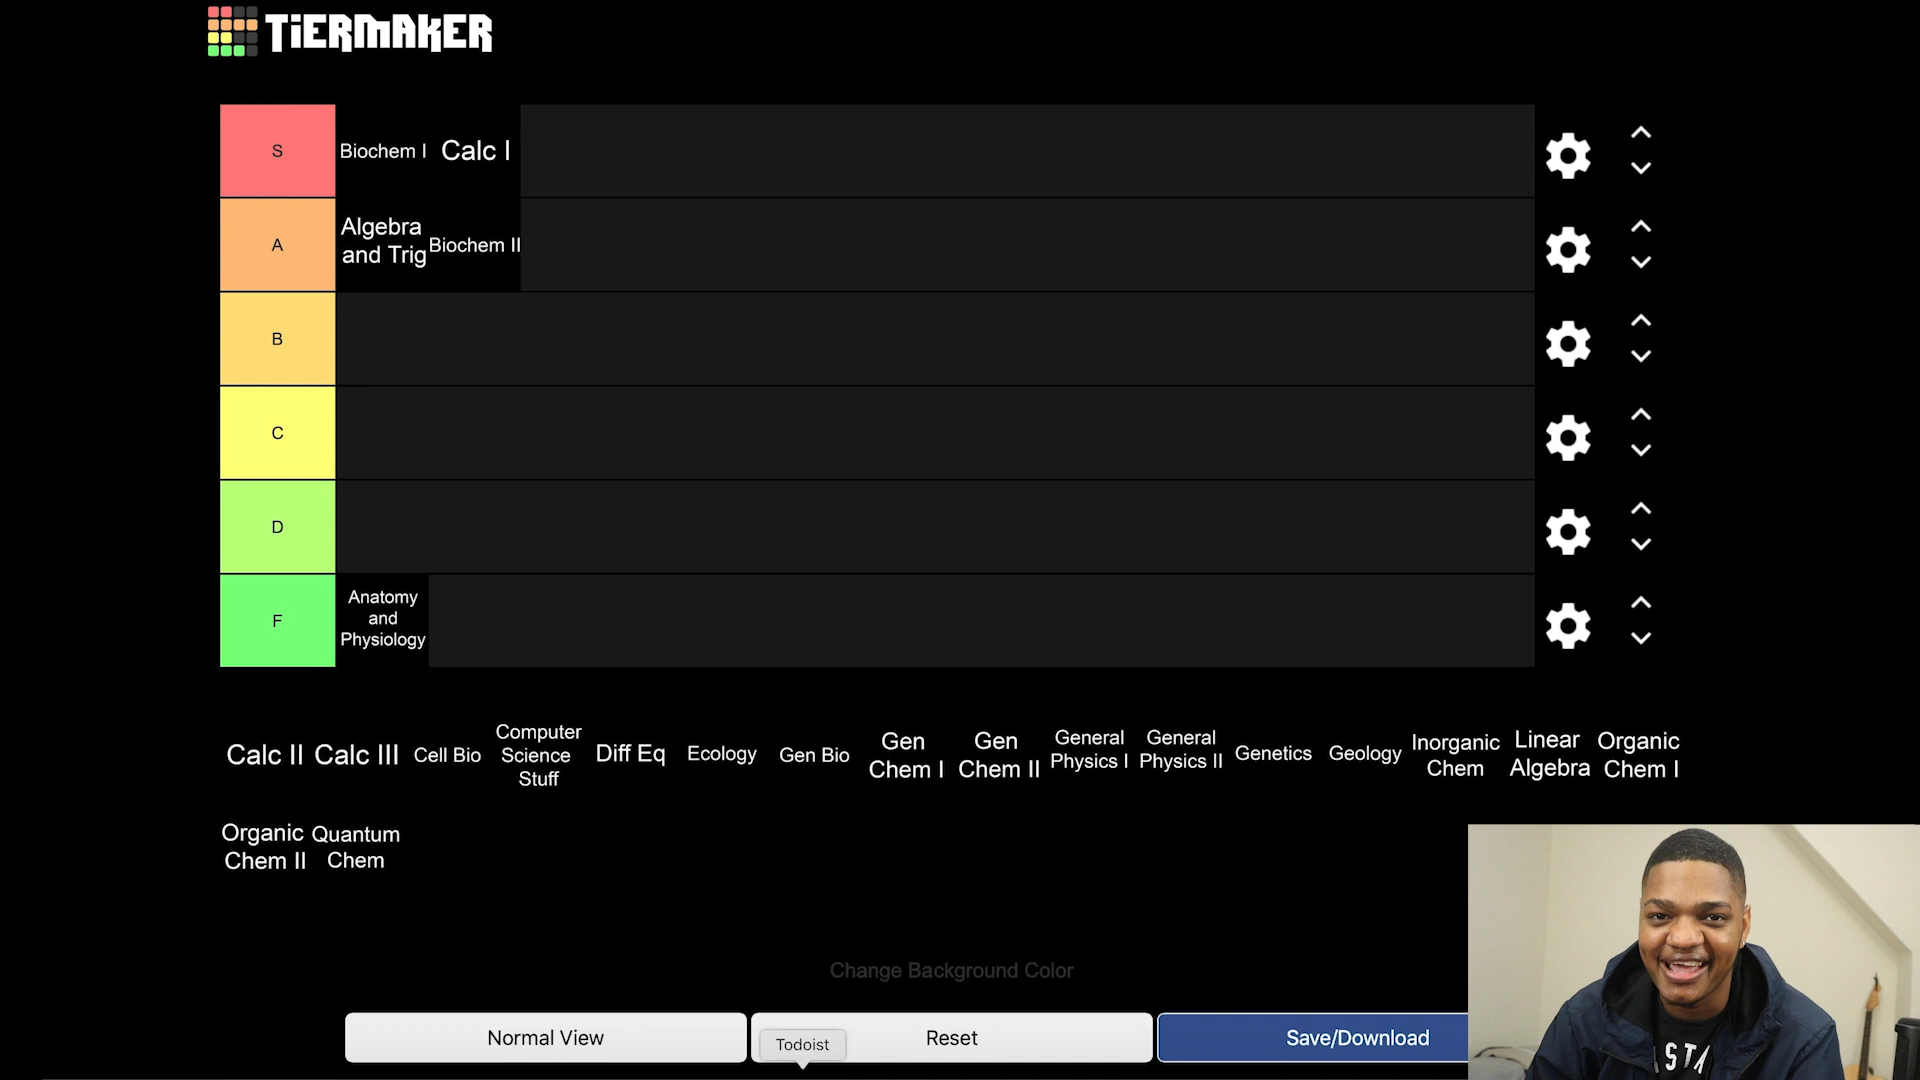 TiERMAKER
S
Biochem I
Calc I
A
Algebra
and Trig
Biochem II
B
C
D
F
Anatomy
and
Physiology
Calc II
Calc III
Cell Bio
Computer
Science
Stuff
Diff Eq
Ecology
Gen Bio
Gen
Chem I
Gen
Chem II
General
Physics I
General
Physics II
Genetics
Geology
Inorganic
Chem
Linear
Algebra
Organic
Chem I
Organic
Chem II
Quantum
Chem
Change Background Color
Normal View
Todoist
Reset
Save/Download